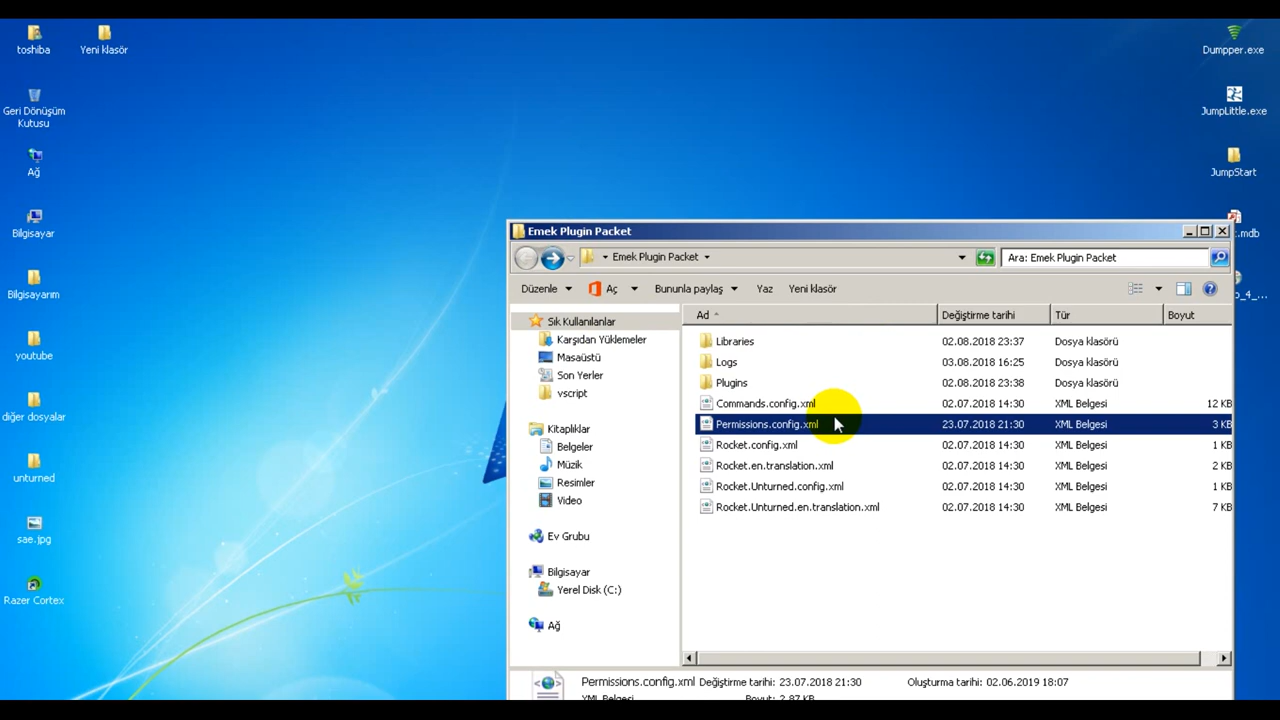 toshiba
Yeni klasör
Geri Dönüşüm
Kutusu
Ağ
Bilgisayar
Bilgisayarım
youtube
diğer dosyalar
unturned
sae.jpg
Razer Cortex
Dumpper.exe
JumpLittle.exe
JumpStart
Emek Plugin Packet
Emek Plugin Packet
Ara: Emek Plugin Packet
Düzenle Aç Bununla paylaş Yaz Yeni klasör
Sık Kullanılanlar
Karşıdan Yüklemeler
Masaüstü
Son Yerler
vscript
Kitaplıklar
Belgeler
Müzik
Resimler
Video
Ev Grubu
Bilgisayar
Yerel Disk (C:)
Ağ
Ad Değiştirme tarihi Tür Boyut
Libraries 02.08.2018 23:37 Dosya klasörü
Logs 03.08.2018 16:25 Dosya klasörü
Plugins 02.08.2018 23:38 Dosya klasörü
Commands.config.xml 02.07.2018 14:30 XML Belgesi 12 KB
Permissions.config.xml 23.07.2018 21:30 XML Belgesi 3 KB
Rocket.config.xml 02.07.2018 14:30 XML Belgesi 1 KB
Rocket.en.translation.xml 02.07.2018 14:30 XML Belgesi 2 KB
Rocket.Unturned.config.xml 02.07.2018 14:30 XML Belgesi 1 KB
Rocket.Unturned.en.translation.xml 02.07.2018 14:30 XML Belgesi 7 KB
Permissions.config.xml Değiştirme tarihi: 23.07.2018 21:30 Oluşturma tarihi: 02.06.2019 18:07
XML Belgesi Boyut: 2,87 KB